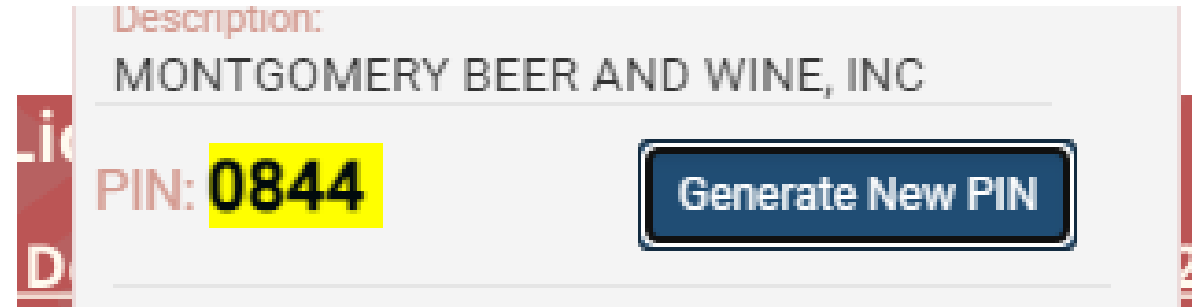 Description:
MONTGOMERY BEER AND WINE, INC
PIN: 0844
Generate New PIN